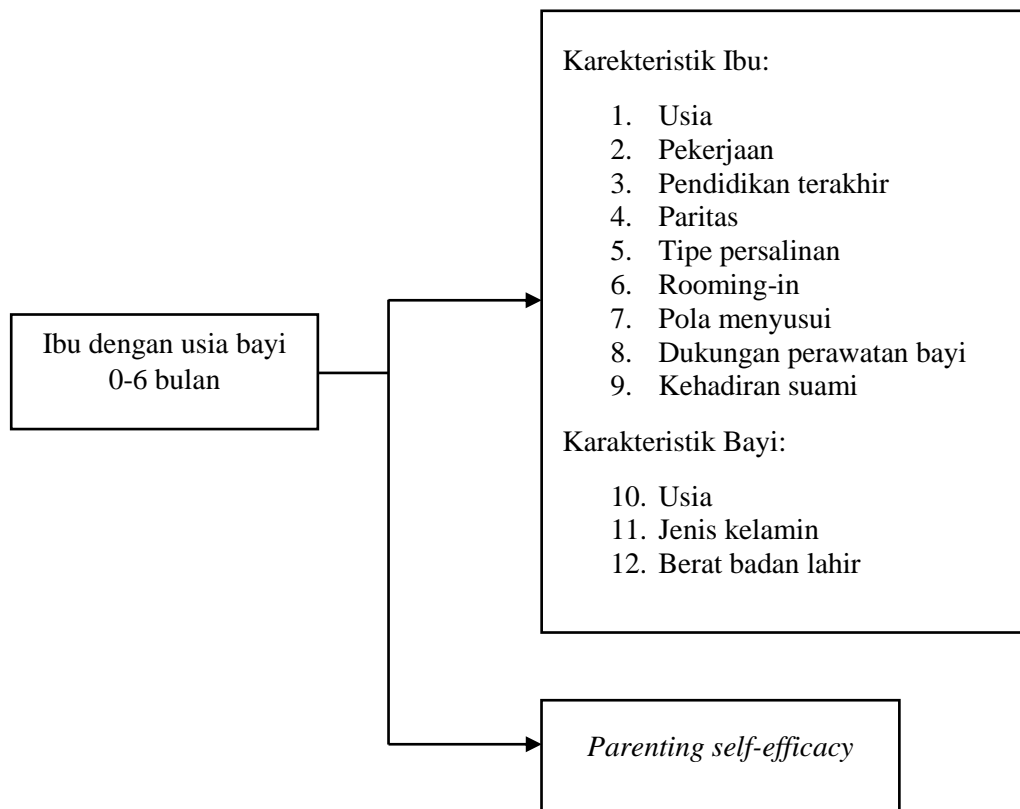 Karekteristik Ibu:
1. Usia
2. Pekerjaan
3. Pendidikan terakhir
4. Paritas
5. Tipe persalinan
6. Rooming-in
7. Pola menyusui
8. Dukungan perawatan bayi
9. Kehadiran suami
Karakteristik Bayi:
10. Usia
11. Jenis kelamin
12. Berat badan lahir
Ibu dengan usia bayi
0-6 bulan
Parenting self-efficacy